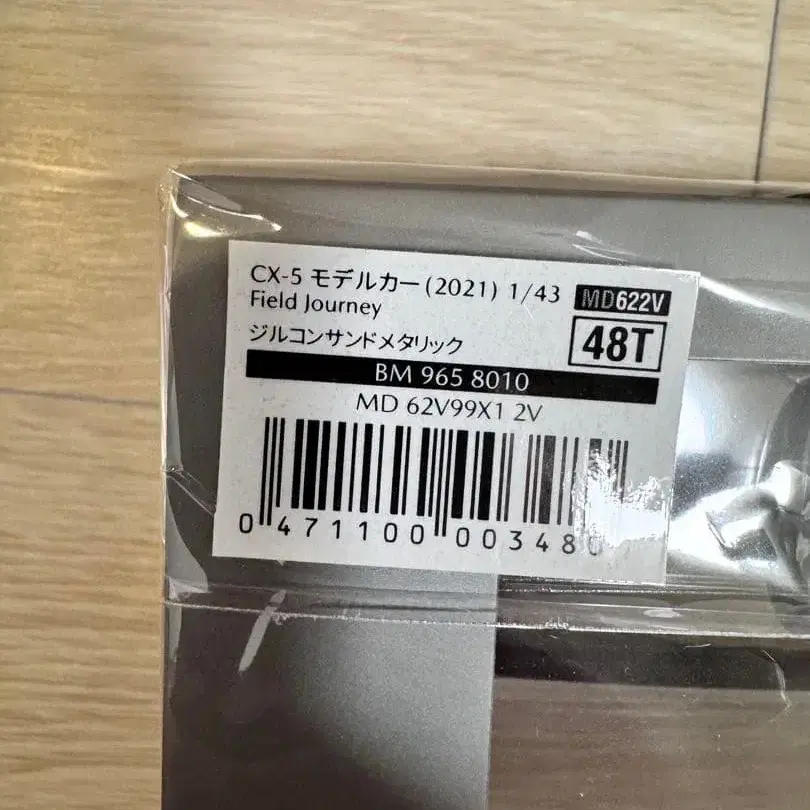 CX-5 モデルカー(2021) 1/43 MD622V
Field Journey
ジルコンサンドメタリック 48T
BM 965 8010
MD 62V99X1 2V
0 471100 003480